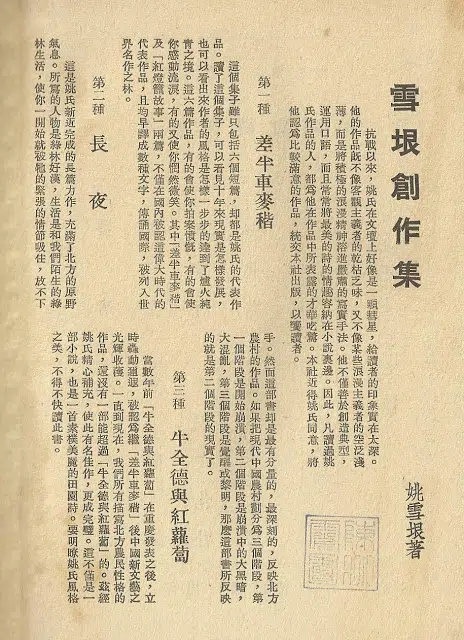 雪垠創作集
姚雪垠著
抗戰以來,姚氏在文壇上好像是一顆彗星,給讀者的印象實在太深。
他的作品既不像客觀主義者的乾枯乏味,又不像某些浪漫主義者的空泛淺
薄,而是將積極的浪漫精神溶進嚴肅的寫實手法。他不僅善於創造典型,
運用口語,而且常常將最美的詩的情趣容納在小說裏邊。因此,凡讀過姚
氏作品的人,都為他在作品中所表露的才華吃驚。本社近得姚氏同意,將
他認為比較滿意的作品,統交本社出版,以饗讀者。
第一種 差半車麥稭
這個集子雖只包括六個短篇,却都是姚氏的代表作
品。讀了這個集子,可以看見十年來現實是怎樣發展,
也可以看出來作者的風格是怎樣一步步的達到了爐火純
青之境。這六篇作品,有的會使你拍案憤慨,有的會使
你感動流淚,有的又使你惘然微笑。其中「差半車麥稭」
及「紅燈籠故事」兩篇,不僅在國內被認為偉大時代的
代表作品,且均早譯成數種文字,傳誦國際,被列入世
界名作之林。
第二種 長夜
這是姚氏新近完成的長篇力作,充滿了北方的原野
氣息。所寫的人物是綠林好漢,生活是和我們陌生的綠
林生活,使你一開始就被牠的緊張的情節吸住,放不下
手。然而這部書却是最有分量的,最深刻的,反映北方
農村的作品。如果把現代中國農村劃分為三個階段,第
一個階段是開始崩潰,第二個階段是崩潰中的大黑暗,
大混亂,第三個階段是覺醒或黎明,那麼這部書所反映
的就是第二個階段的現實了。
第三種 牛全德與紅蘿蔔
當數年前「牛全德與紅蘿蔔」在重慶發表之後,立
時轟動遐邇,被認為繼「差半車麥稭」後中國新文藝之
光輝收穫。一直到現在,我們所有描寫北方農民性格的
作品,還沒有一部能超過「牛全德與紅蘿蔔」的。茲經
姚氏精心補充,使此有名佳作,更成完璧。這不僅是一
部小說,也是一首樸美麗的田園詩。要明瞭姚氏風格
之美,不得不快讀此書。